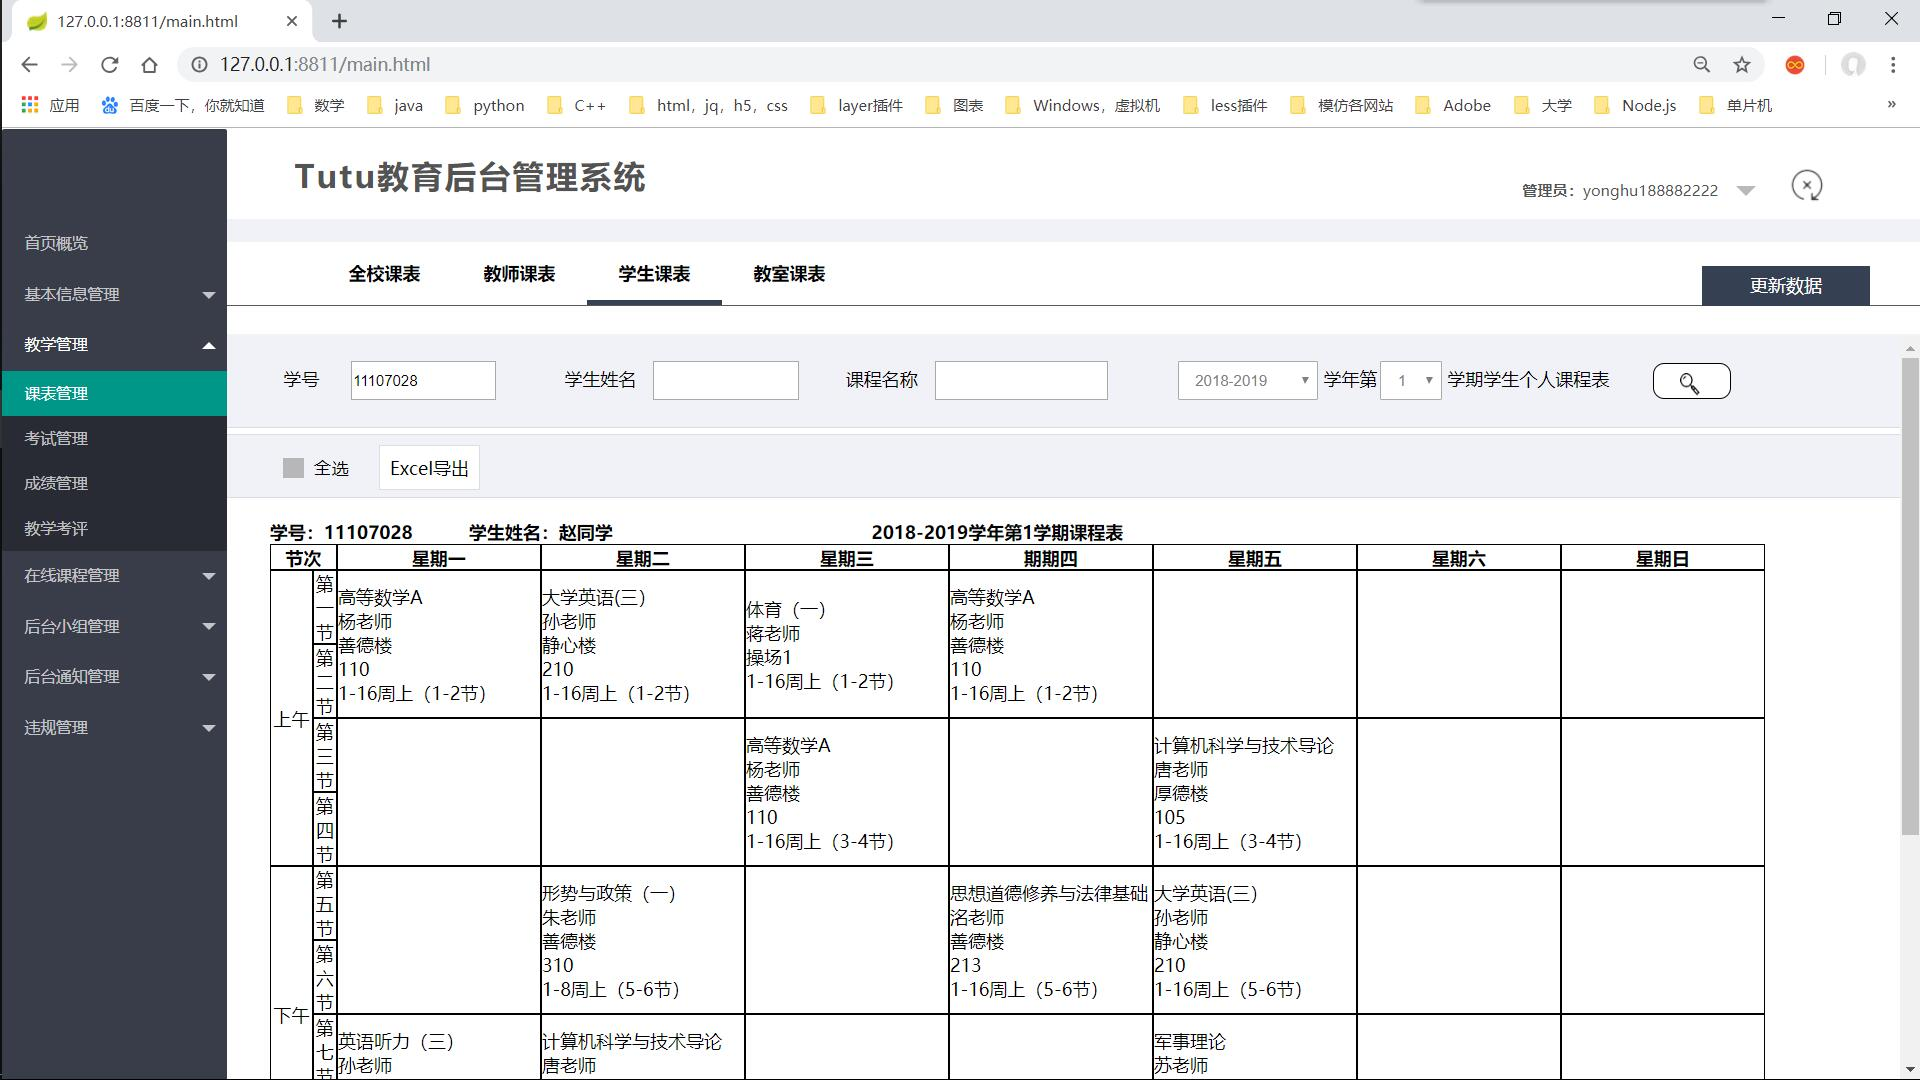 127.0.0.1:8811/main.html
127.0.0.1:8811/main.html
应用 百度一下，你就知道 数学 java python C++ html，jq，h5，css layer插件 图表 Windows，虚拟机 less插件 模仿各网站 Adobe 大学 Node.js 单片机 »
Tutu教育后台管理系统
管理员：yonghu188882222
首页概览
基本信息管理
教学管理
课表管理
考试管理
成绩管理
教学考评
在线课程管理
后台小组管理
后台通知管理
违规管理
全校课表 教师课表 学生课表 教室课表
更新数据
学号 11107028 学生姓名 课程名称 2018-2019 学年第 1 学期学生个人课程表
全选 Excel导出
学号：11107028 学生姓名：赵同学 2018-2019学年第1学期课程表
节次 星期一 星期二 星期三 期期四 星期五 星期六 星期日
上午
第一节
第二节
高等数学A
杨老师
善德楼
110
1-16周上（1-2节）
大学英语(三）
孙老师
静心楼
210
1-16周上（1-2节）
体育（一）
蒋老师
操场1
1-16周上（1-2节）
高等数学A
杨老师
善德楼
110
1-16周上（1-2节）
第三节
第四节
高等数学A
杨老师
善德楼
110
1-16周上（3-4节）
计算机科学与技术导论
唐老师
厚德楼
105
1-16周上（3-4节）
下午
第五节
第六节
形势与政策（一）
朱老师
善德楼
310
1-8周上（5-6节）
思想道德修养与法律基础
洺老师
善德楼
213
1-16周上（5-6节）
大学英语(三）
孙老师
静心楼
210
1-16周上（5-6节）
第七节
英语听力（三）
孙老师
计算机科学与技术导论
唐老师
军事理论
苏老师